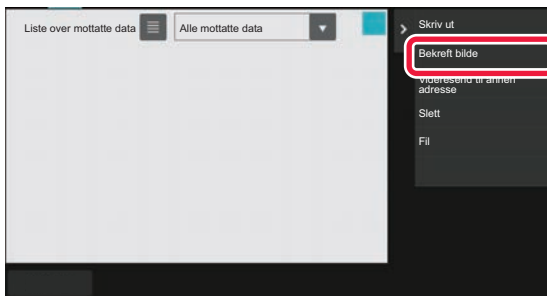 Liste over mottatte data
Alle mottatte data
Skriv ut
Bekreft bilde
Videresend til annen
adresse
Slett
Fil